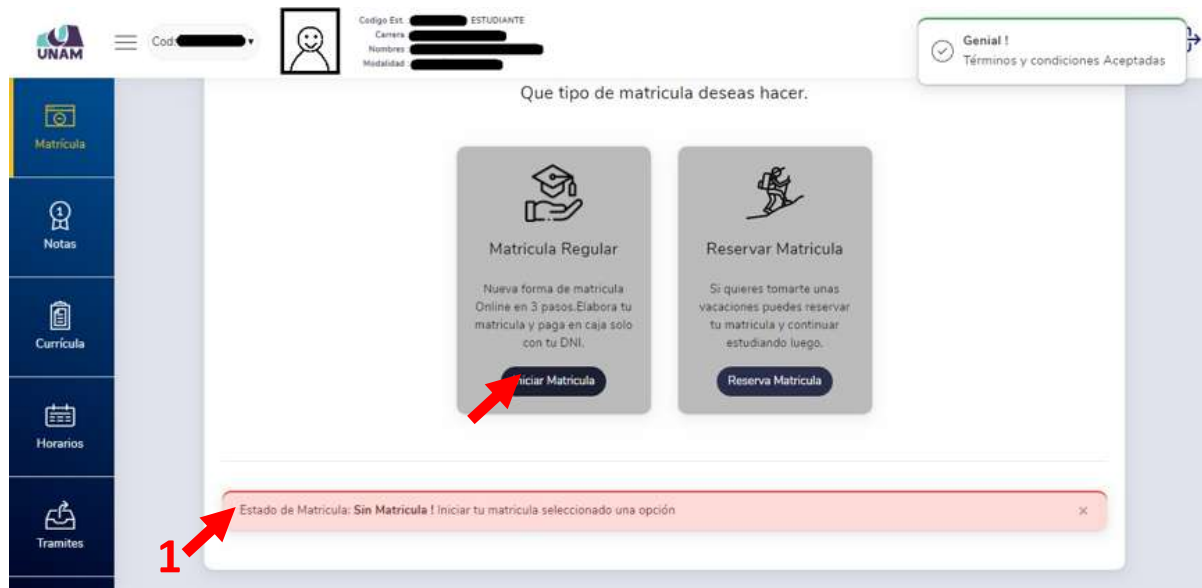 UNAM
Cod
Codigo Est. ESTUDIANTE
Carrera
Nombres
Modalidad
Genial !
Términos y condiciones Aceptadas
Matrícula
Notas
Currícula
Horarios
Tramites
Que tipo de matricula deseas hacer.
Matricula Regular
Nueva forma de matricula
Online en 3 pasos.Elabora tu
matricula y paga en caja solo
con tu DNI.
Iniciar Matricula
Reservar Matricula
Si quieres tomarte unas
vacaciones puedes reservar
tu matricula y continuar
estudiando luego.
Reserva Matricula
Estado de Matricula: Sin Matricula ! Iniciar tu matricula seleccionado una opción
1